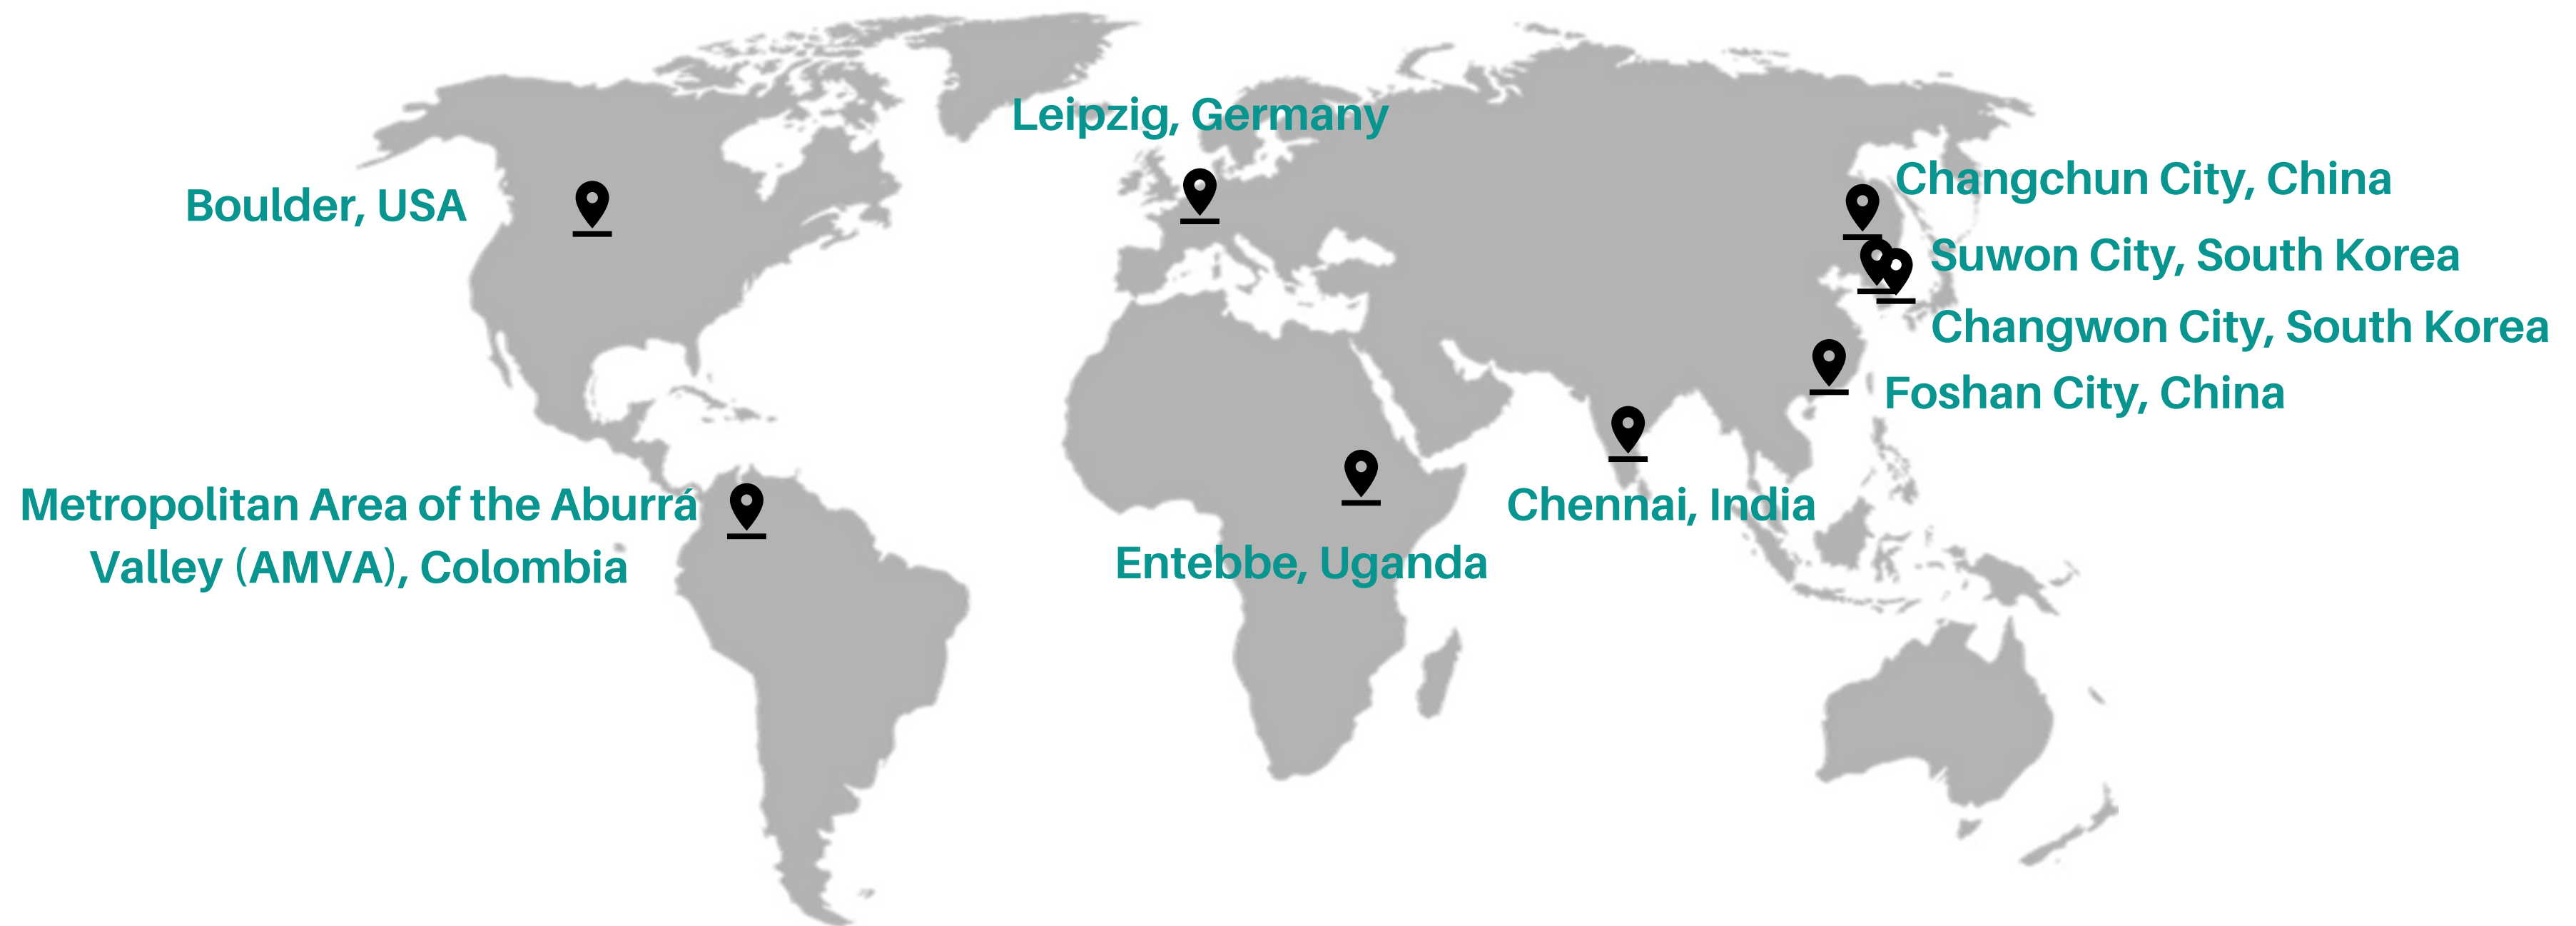 Leipzig, Germany
Changchun City, China
Boulder, USA
Suwon City, South Korea
Changwon City, South Korea
Foshan City, China
Metropolitan Area of the Aburrá
Valley (AMVA), Colombia
Chennai, India
Entebbe, Uganda